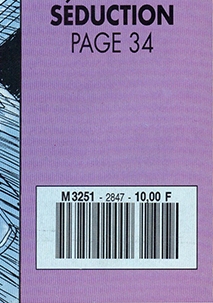 SÉDUCTION
PAGE 34
M 3251 - 2847 - 10,00 F